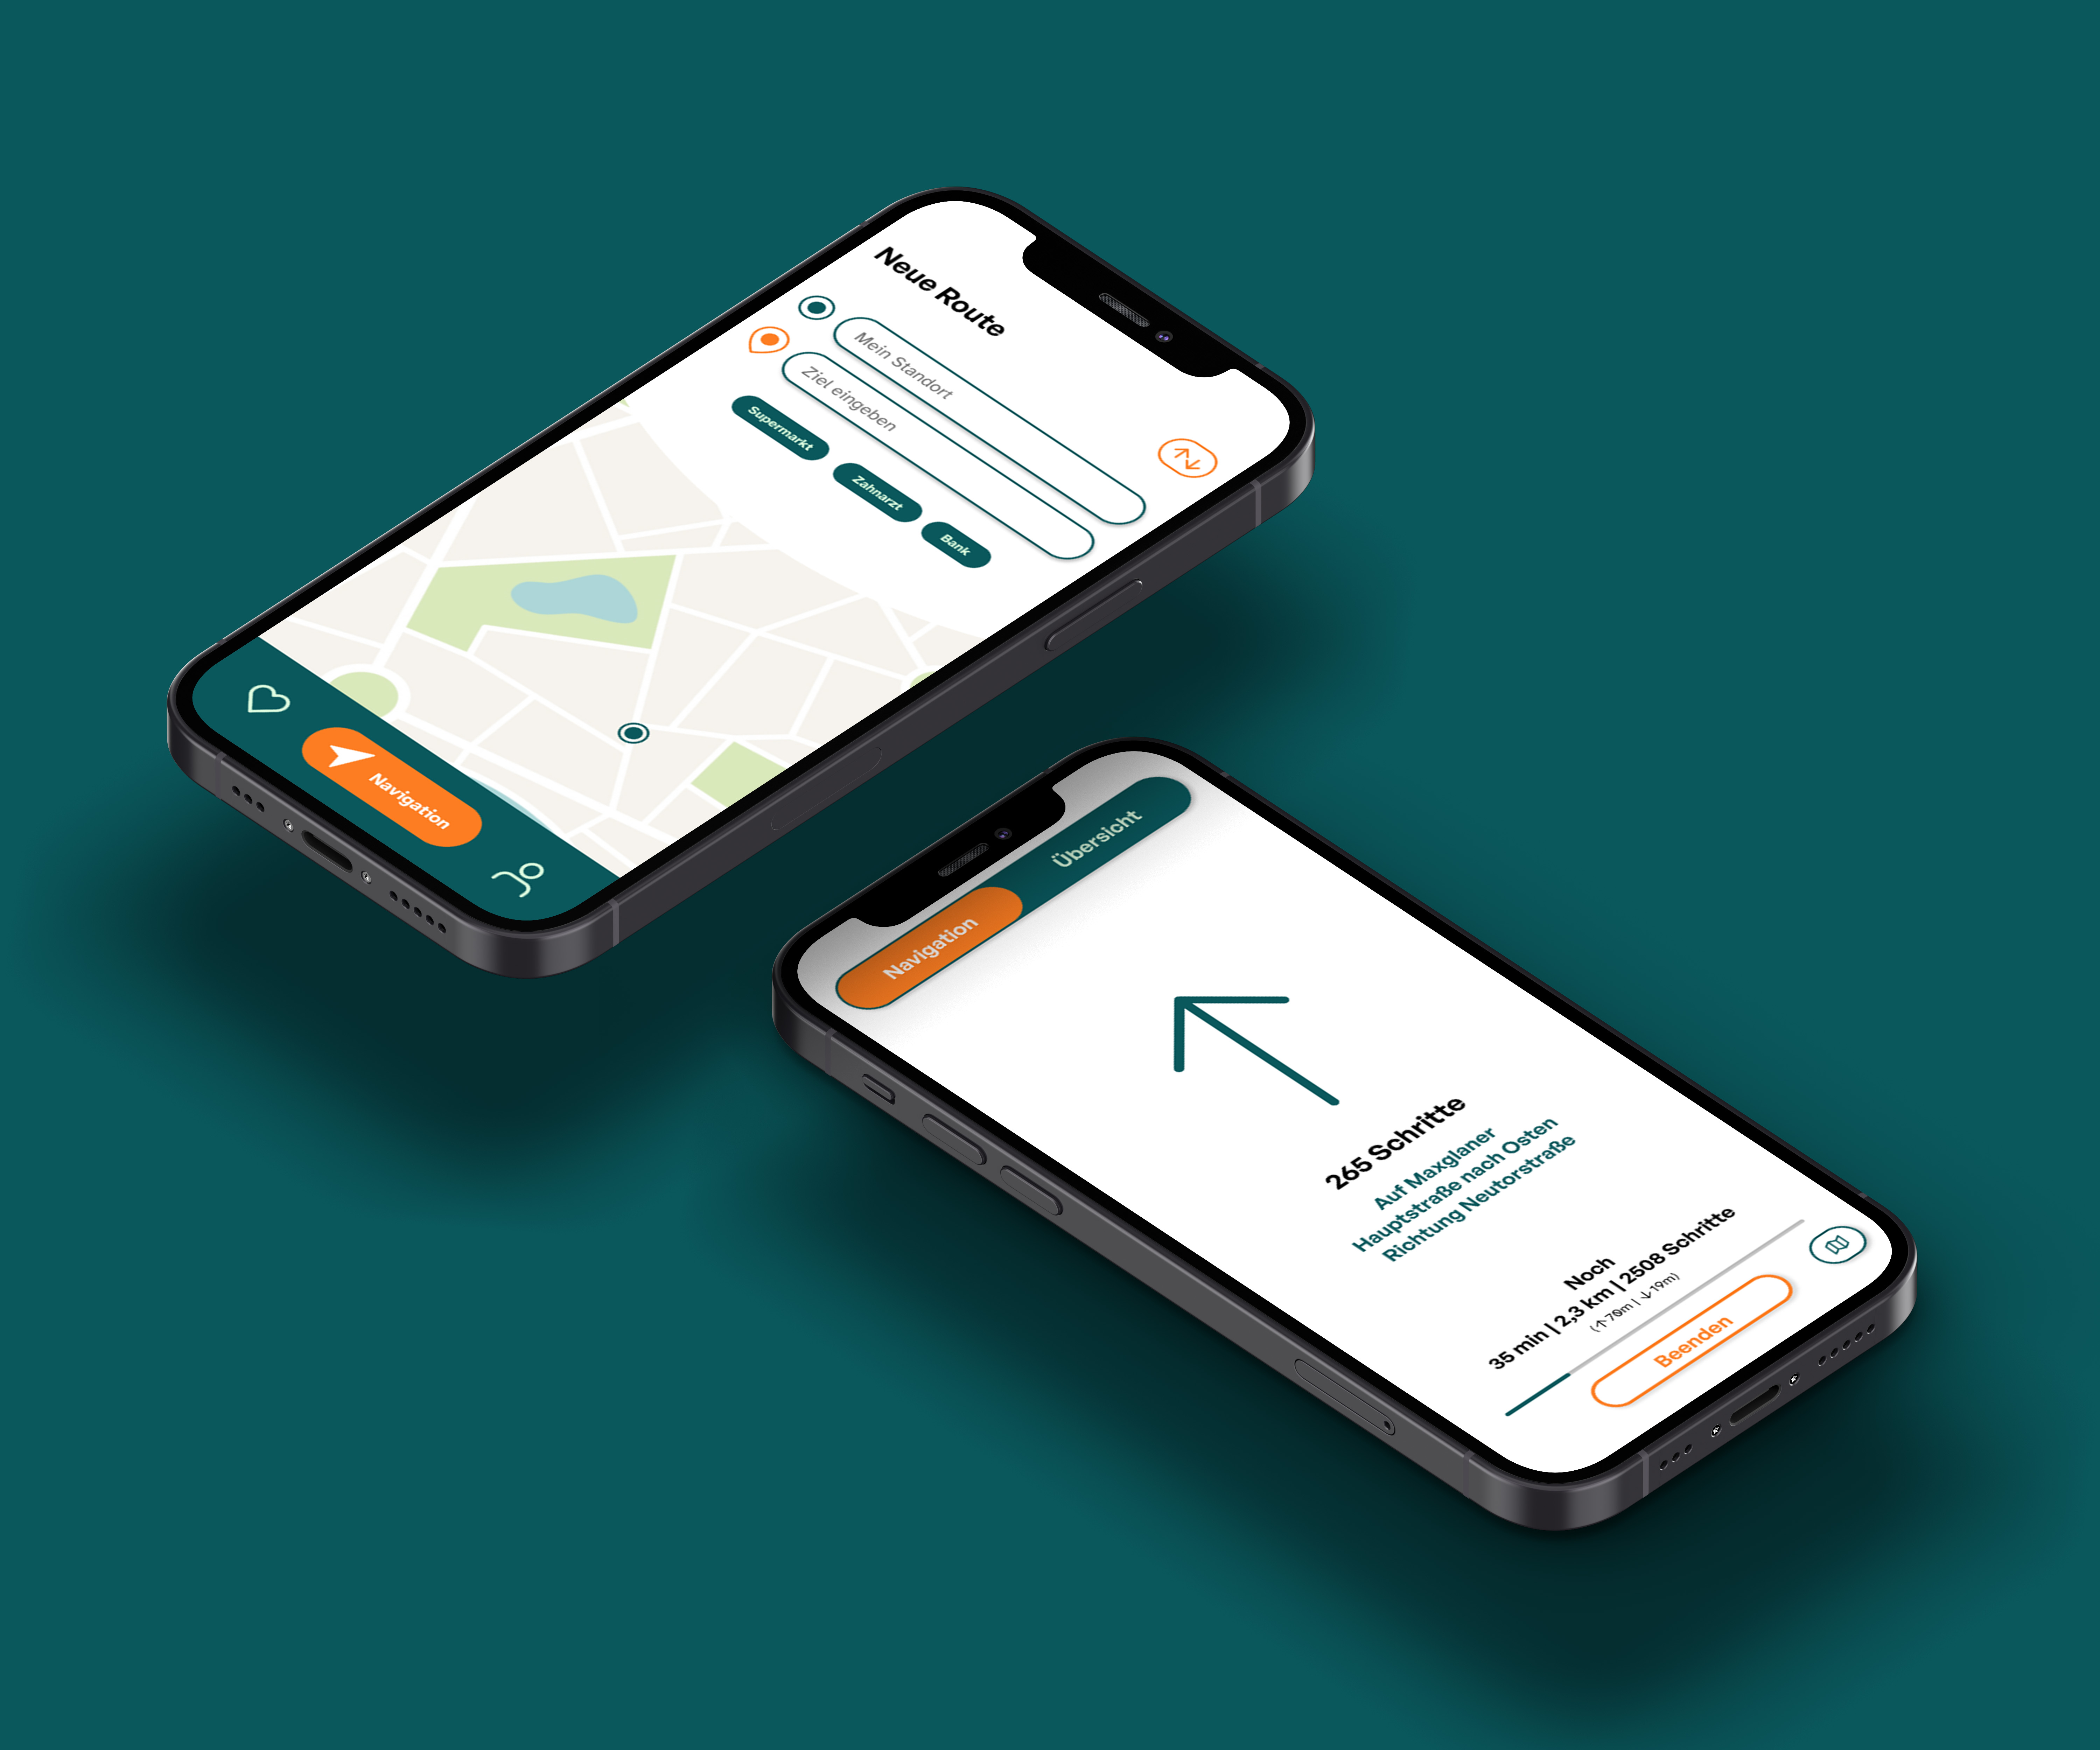 Neue Route
Mein Standort
Ziel eingeben
Supermarkt
Zahnarzt
Bank
Navigation
Navigation
Übersicht
265 Schritte
Auf Maxglaner
Hauptstraße nach Osten
Richtung Neutorstraße
Noch
35 min | 2,3 km | 2508 Schritte
(↑70m | ↓19m)
Beenden